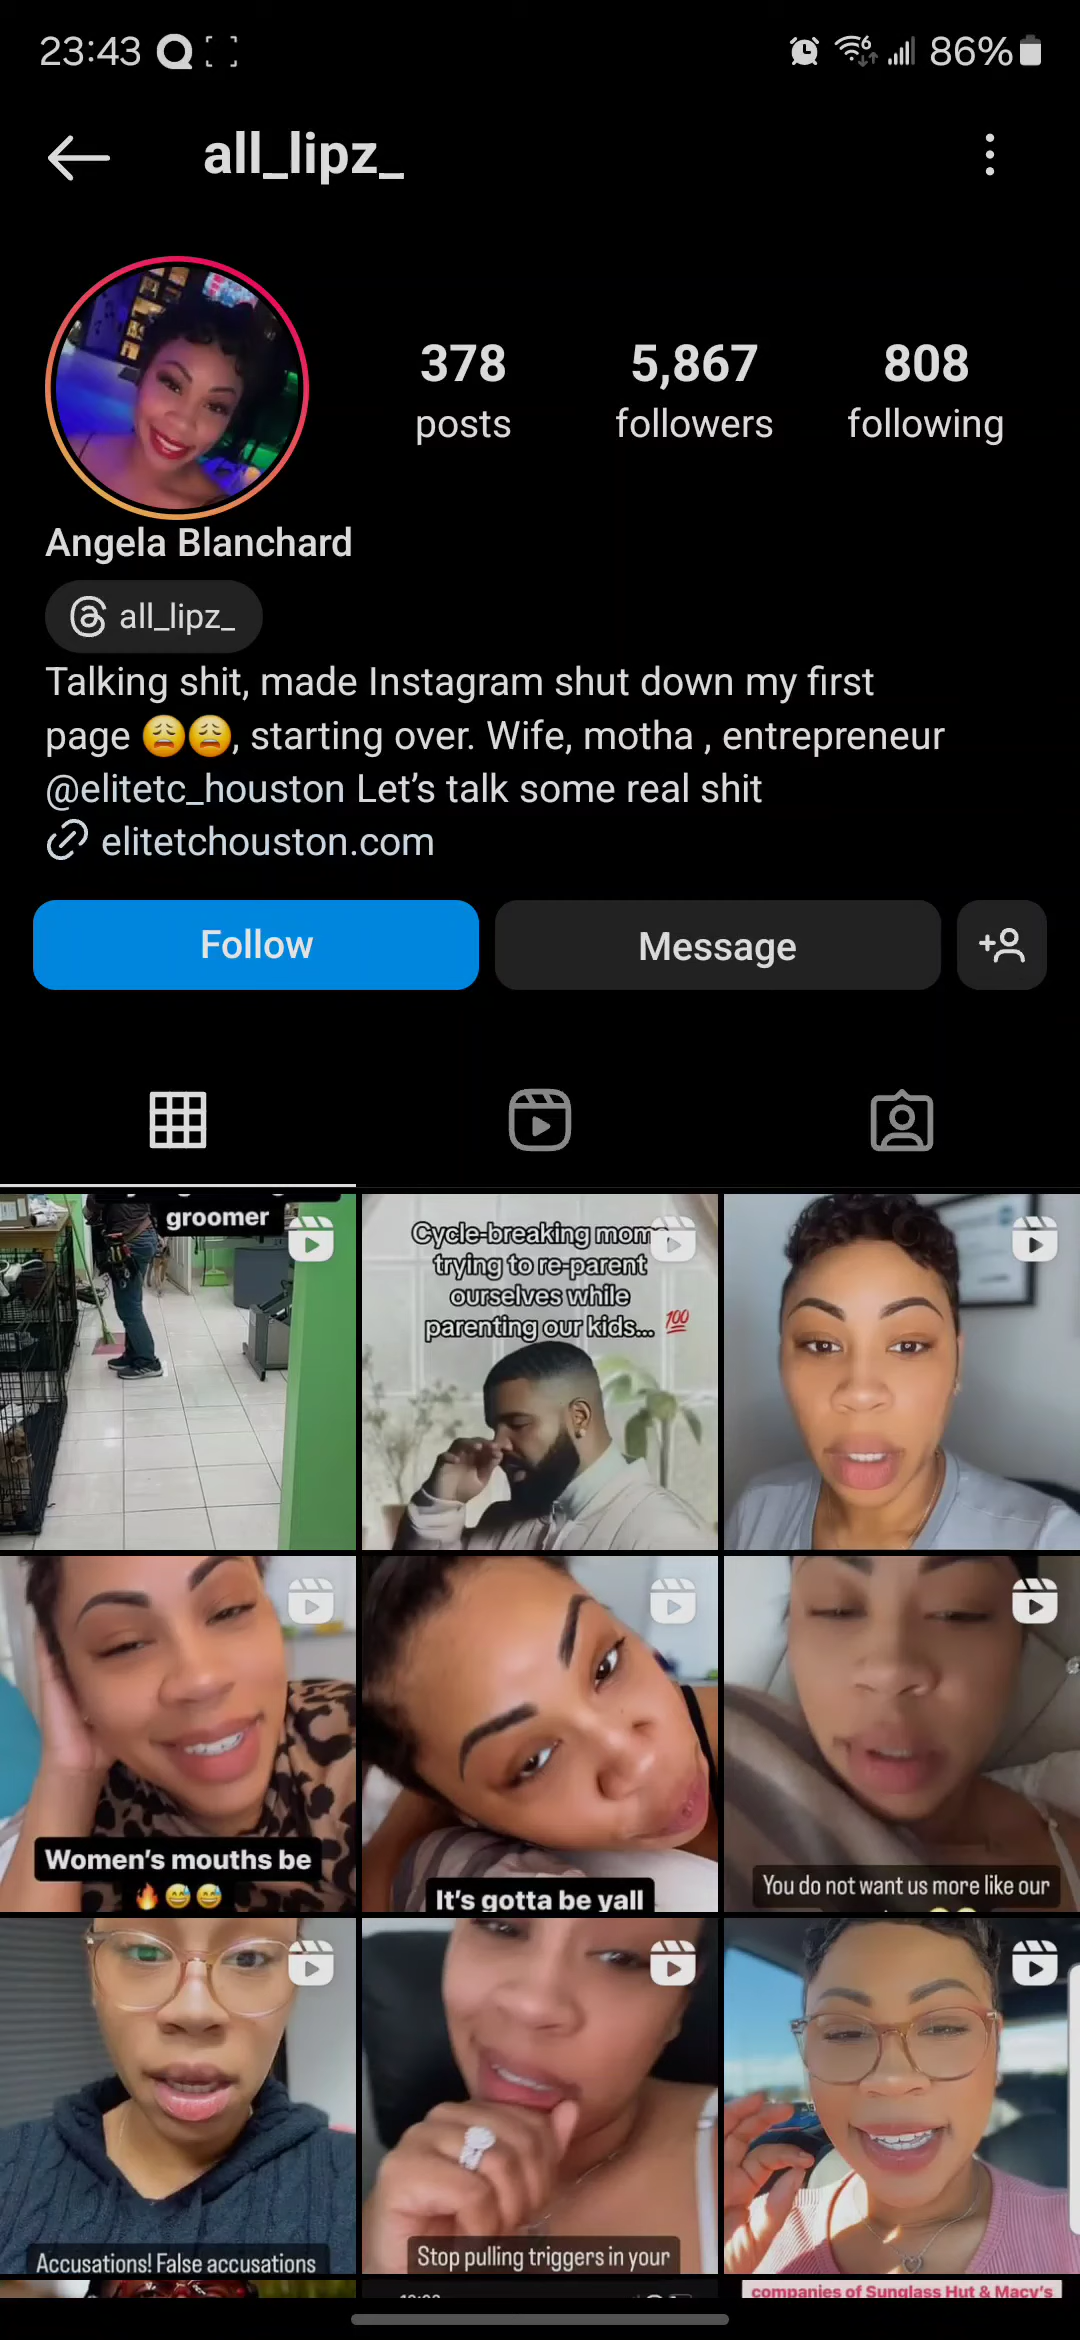 23:43
6
86%
all_lipz_
378
5,867
808
posts
followers
following
Angela Blanchard
all_lipz_
Talking shit, made Instagram shut down my first
page 😩😩, starting over. Wife, motha , entrepreneur
@elitetc_houston Let's talk some real shit
elitetchouston.com
Follow
Message
groomer
Cycle-breaking mom
trying to re-parent
ourselves while
parenting our kids... 💯
Women's mouths be
🔥😅😅
It's gotta be yall
You do not want us more like our
Accusations! False accusations
Stop pulling triggers in your
companies of Sunglass Hut & Macy's